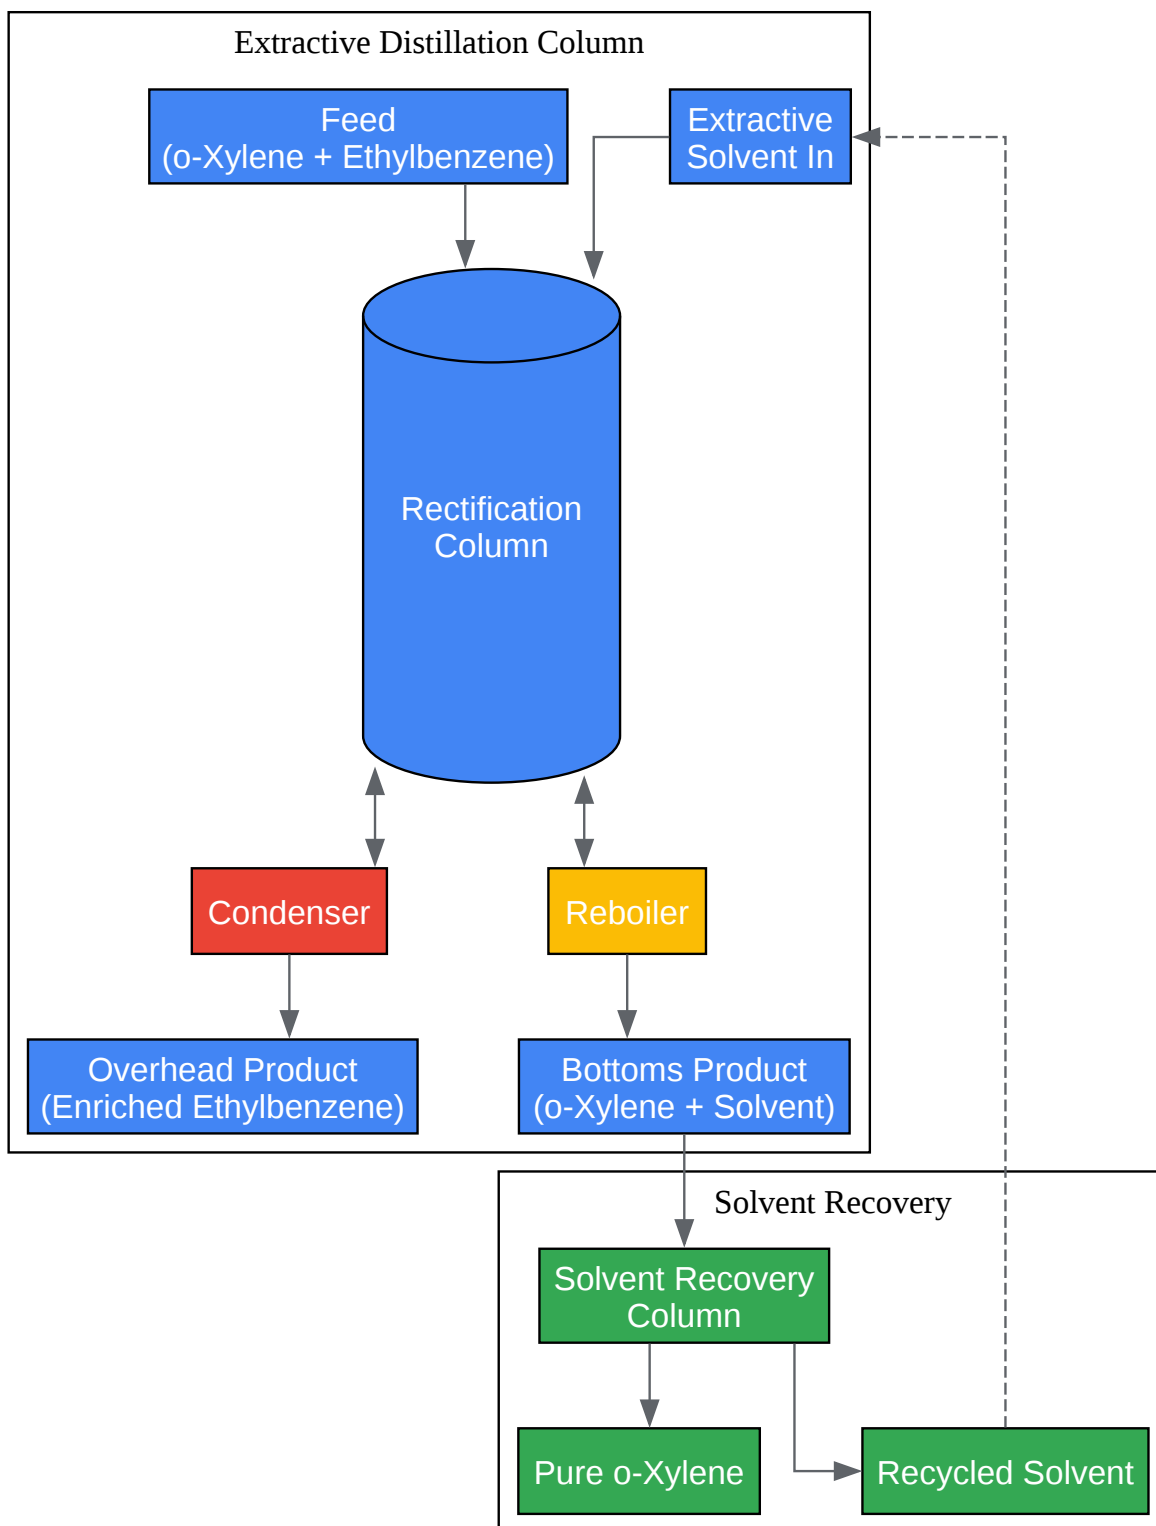 Extractive Distillation Column
Feed
(o-Xylene + Ethylbenzene)
Extractive
Solvent In
Rectification
Column
Condenser
Reboiler
Overhead Product
(Enriched Ethylbenzene)
Bottoms Product
(o-Xylene + Solvent)
Solvent Recovery
Solvent Recovery
Column
Pure o-Xylene
Recycled Solvent